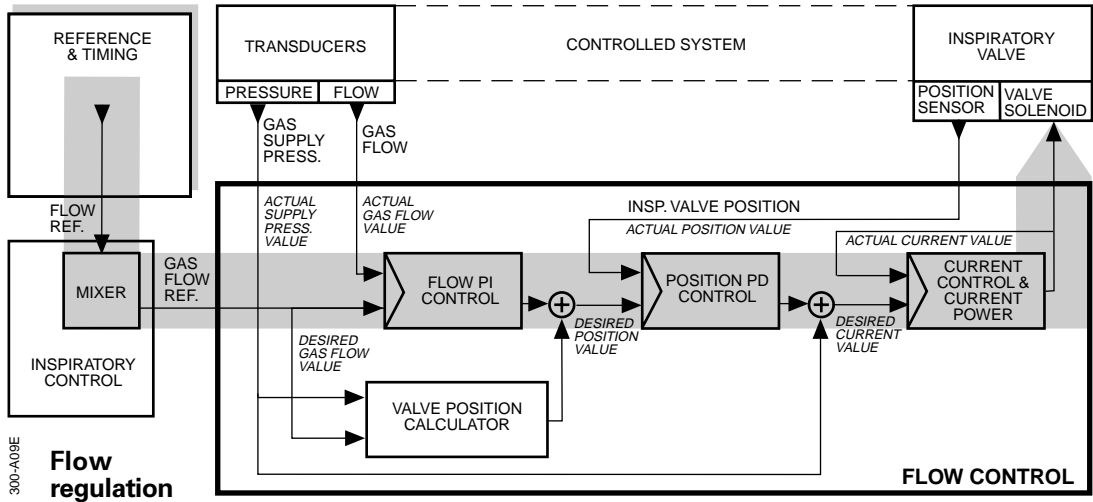 REFERENCE
& TIMING
TRANSDUCERS
CONTROLLED SYSTEM
INSPIRATORY
VALVE
PRESSURE
FLOW
POSITION
SENSOR
VALVE
SOLENOID
GAS
SUPPLY
PRESS.
GAS
FLOW
FLOW
REF.
ACTUAL
SUPPLY
PRESS.
VALUE
ACTUAL
GAS FLOW
VALUE
INSP. VALVE POSITION
ACTUAL POSITION VALUE
ACTUAL CURRENT VALUE
MIXER
GAS
FLOW
REF.
FLOW PI
CONTROL
POSITION PD
CONTROL
CURRENT
CONTROL &
CURRENT
POWER
DESIRED
GAS FLOW
VALUE
DESIRED
POSITION
VALUE
DESIRED
CURRENT
VALUE
INSPIRATORY
CONTROL
VALVE POSITION
CALCULATOR
300-A09E
Flow
regulation
FLOW CONTROL